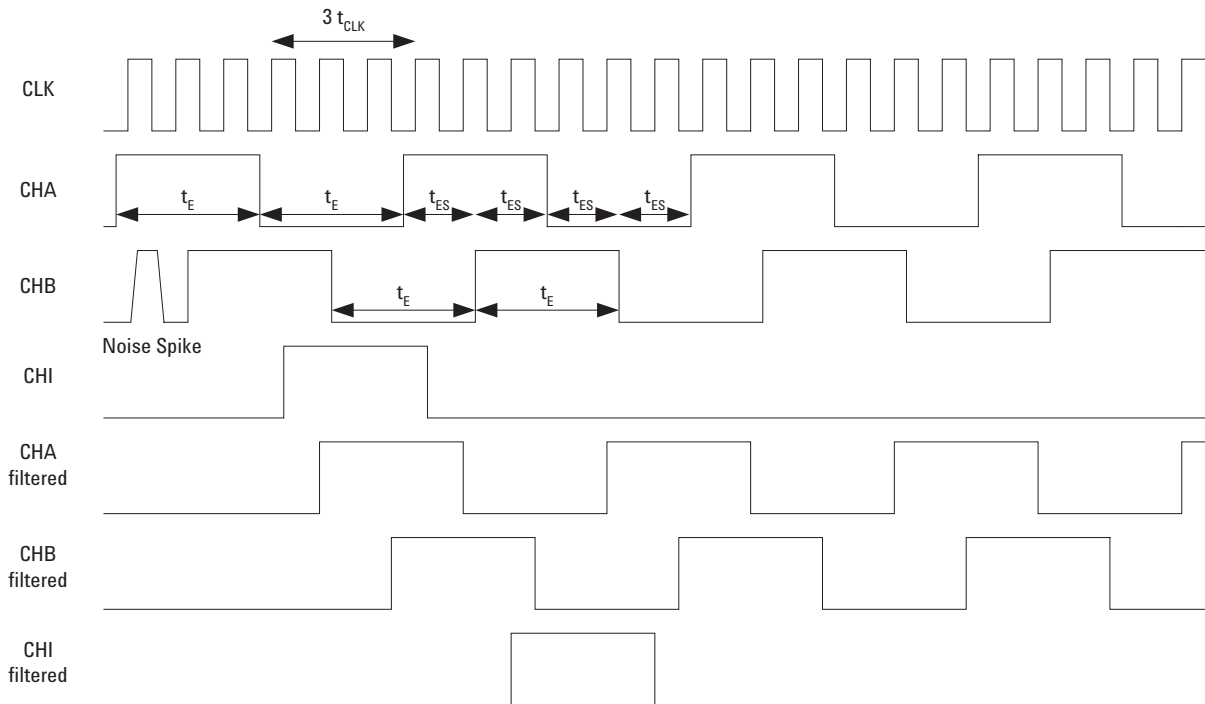 3 tCLK
CLK
CHA
tE
tE
tES
tES
tES
tES
CHB
tE
tE
Noise Spike
CHI
CHA
filtered
CHB
filtered
CHI
filtered